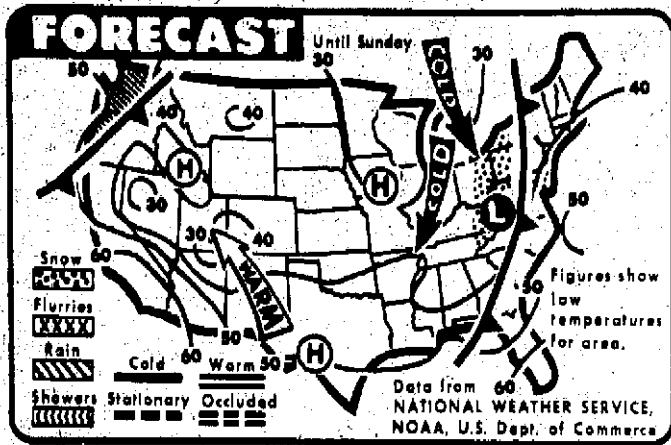 FORECAST
Until Sunday
30
COLD
30
40
50
40
40
COLD
H
H
L
30
50
30
40
60
WARM
50
50
60
50
H
60
Snow
Flurries
Rain
Showers
Cold
Warm
Stationary
Occluded
Figures show
low
temperatures
for area.
Data from
NATIONAL WEATHER SERVICE,
NOAA, U.S. Dept. of Commerce